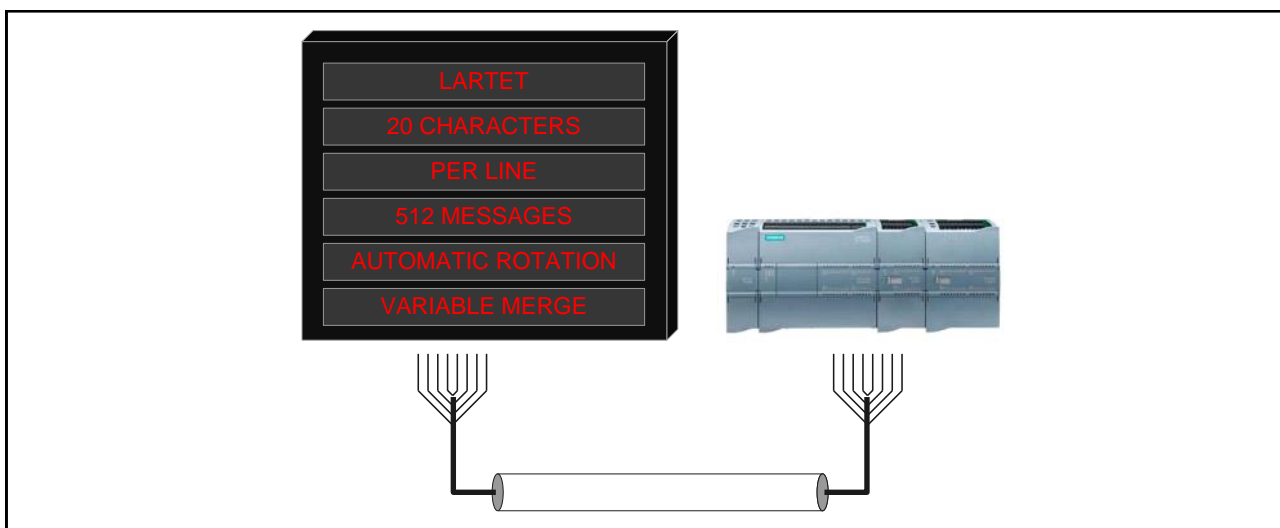 LARTET
20 CHARACTERS
PER LINE
512 MESSAGES
AUTOMATIC ROTATION
VARIABLE MERGE